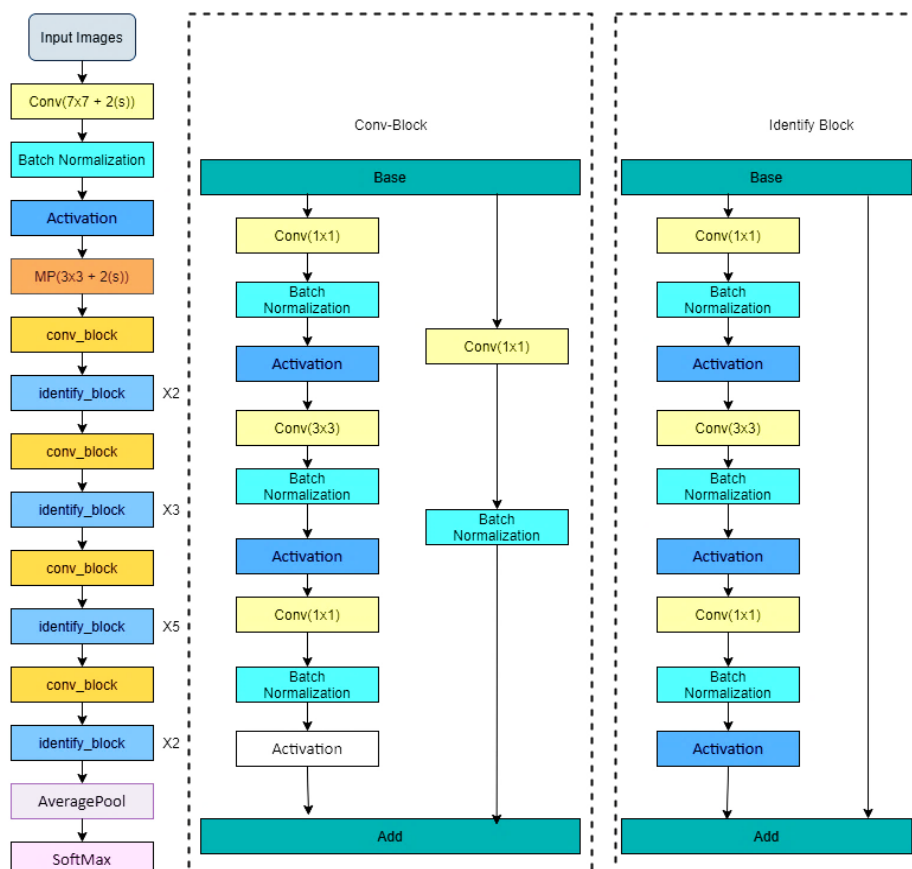 Input Images
Conv(7x7 + 2(s))
Batch Normalization
Activation
MP(3x3 + 2(s))
conv_block
identify_block X2
conv_block
identify_block X3
conv_block
identify_block X5
conv_block
identify_block X2
AveragePool
SoftMax
Conv-Block
Base
Conv(1x1)
Batch
Normalization
Activation
Conv(3x3)
Batch
Normalization
Activation
Conv(1x1)
Batch
Normalization
Activation
Conv(1x1)
Batch
Normalization
Add
Identify Block
Base
Conv(1x1)
Batch
Normalization
Activation
Conv(3x3)
Batch
Normalization
Activation
Conv(1x1)
Batch
Normalization
Activation
Add